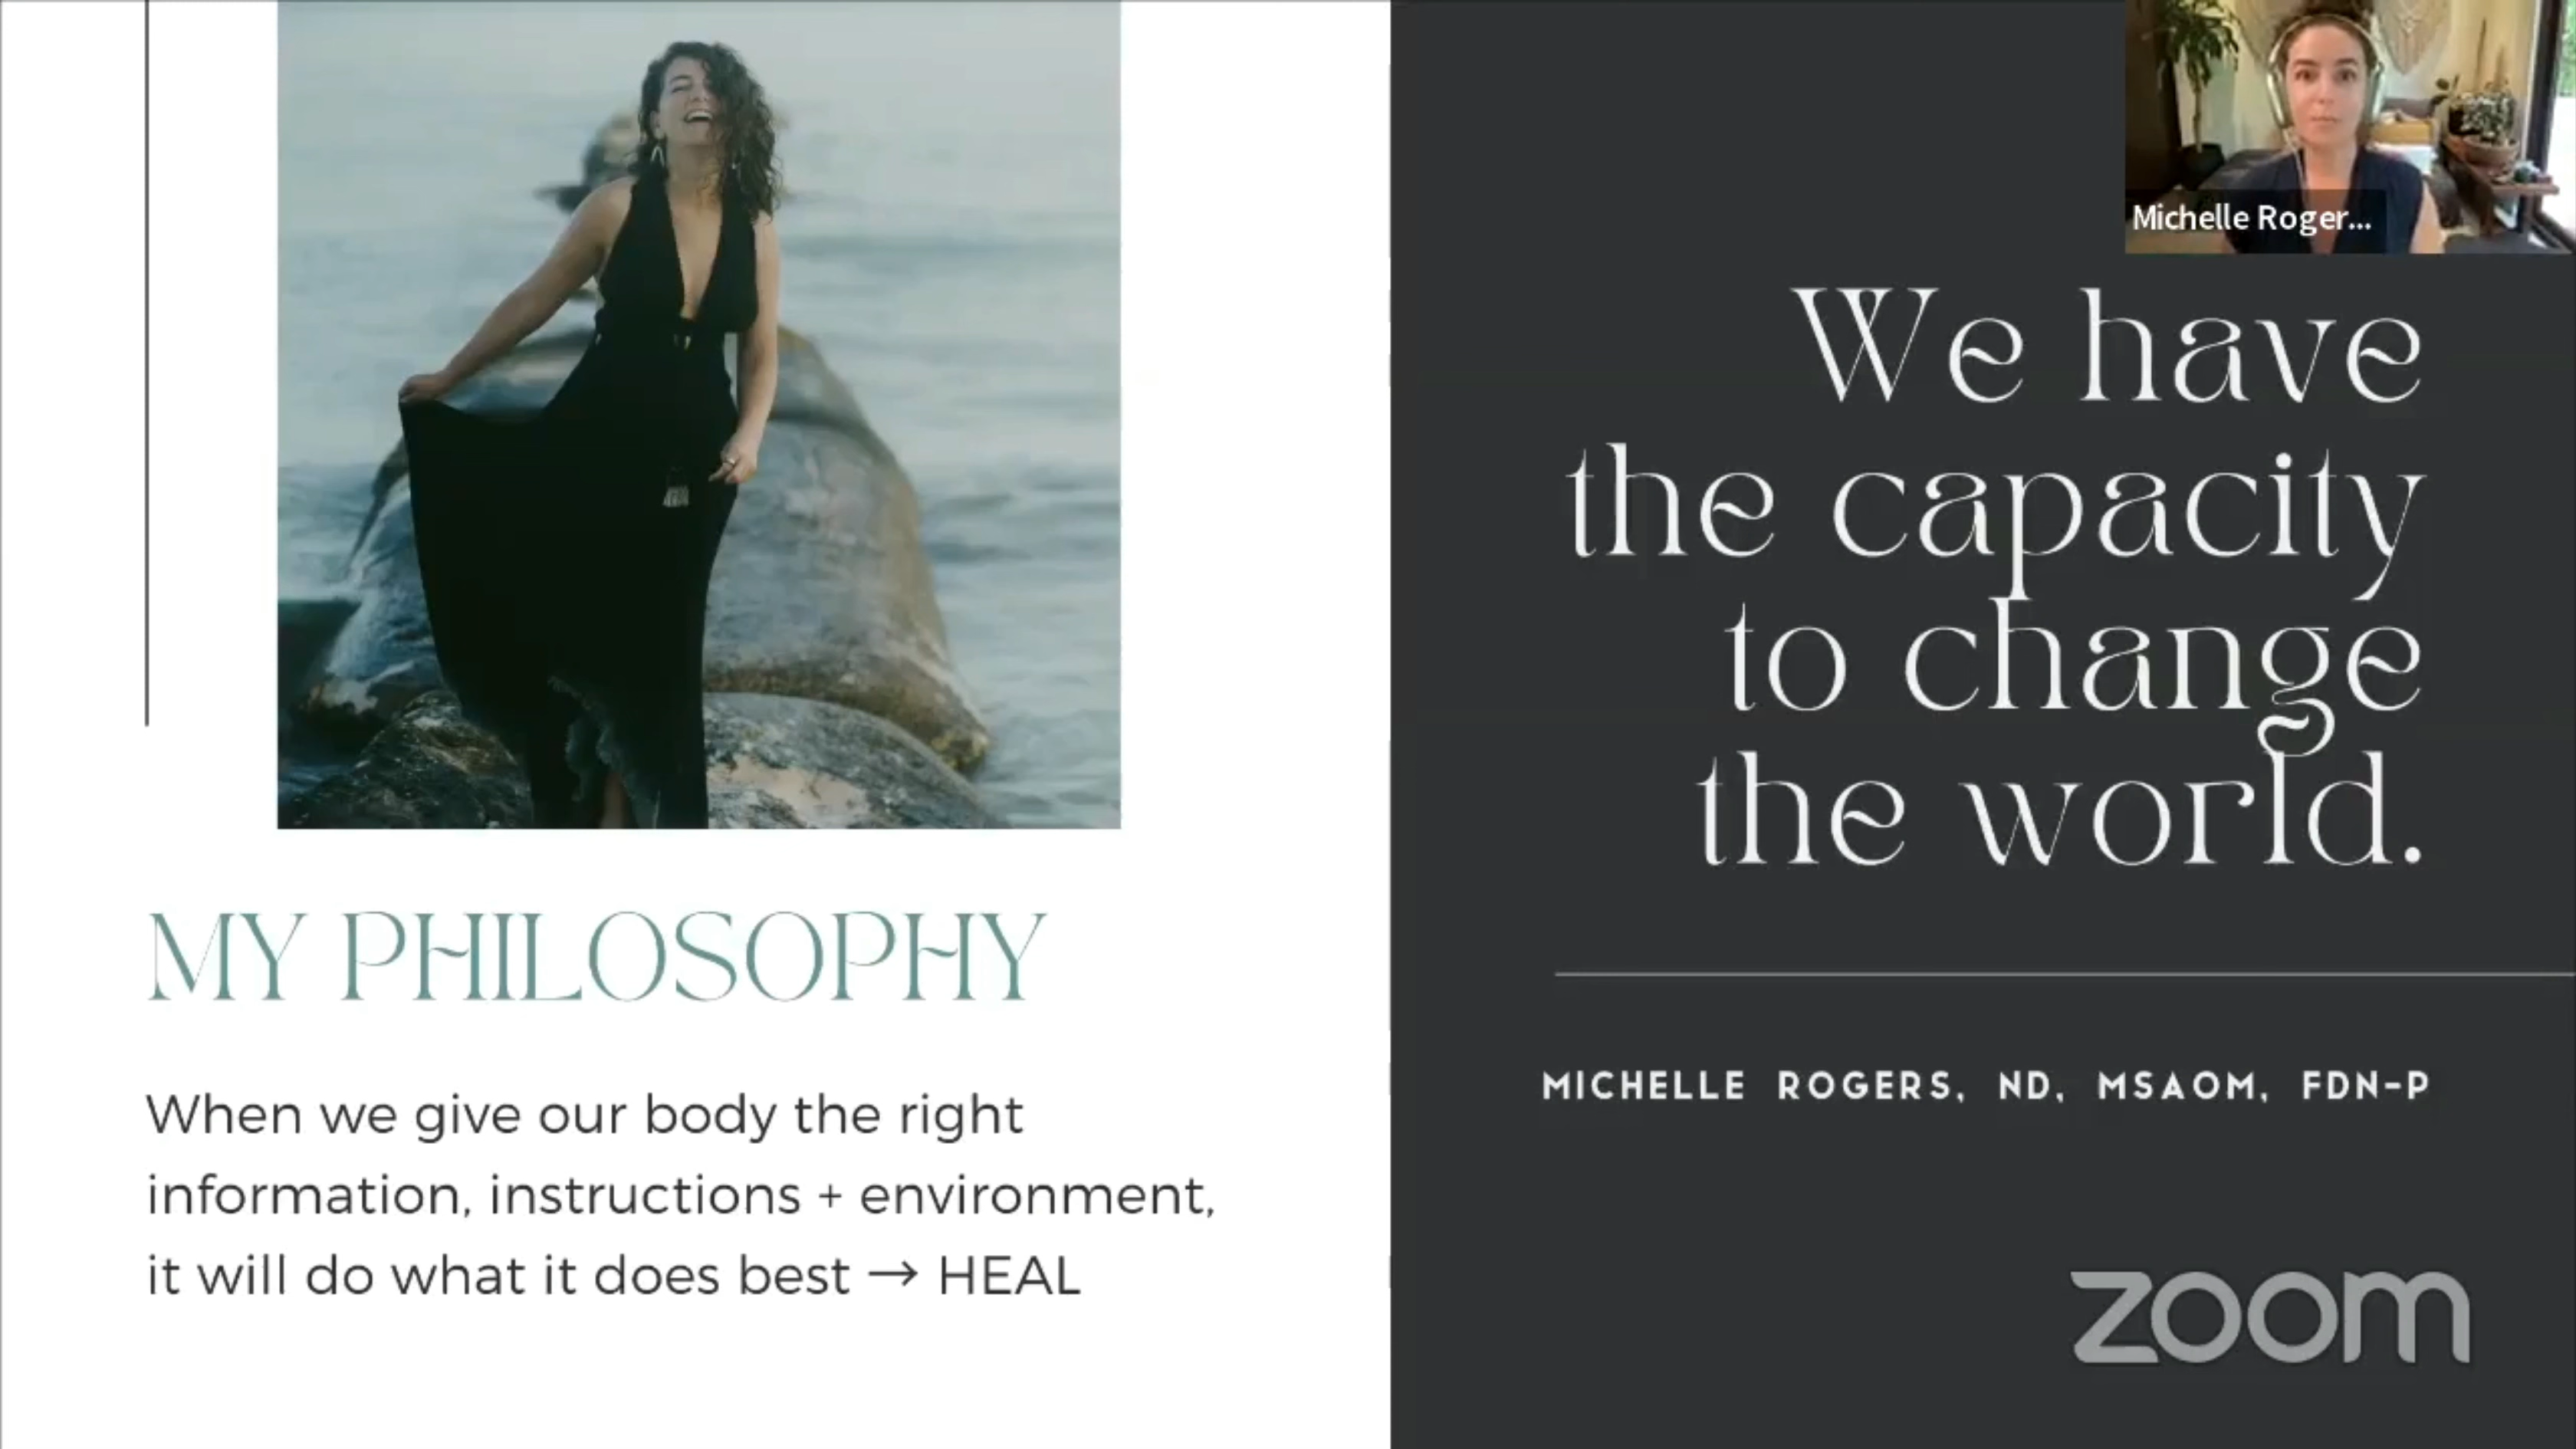 MY PHILOSOPHY
When we give our body the right
information, instructions + environment,
it will do what it does best → HEAL
Michelle Roger...
We have
the capacity
to change
the world.
MICHELLE ROGERS, ND, MSAOM, FDN-P
zoom